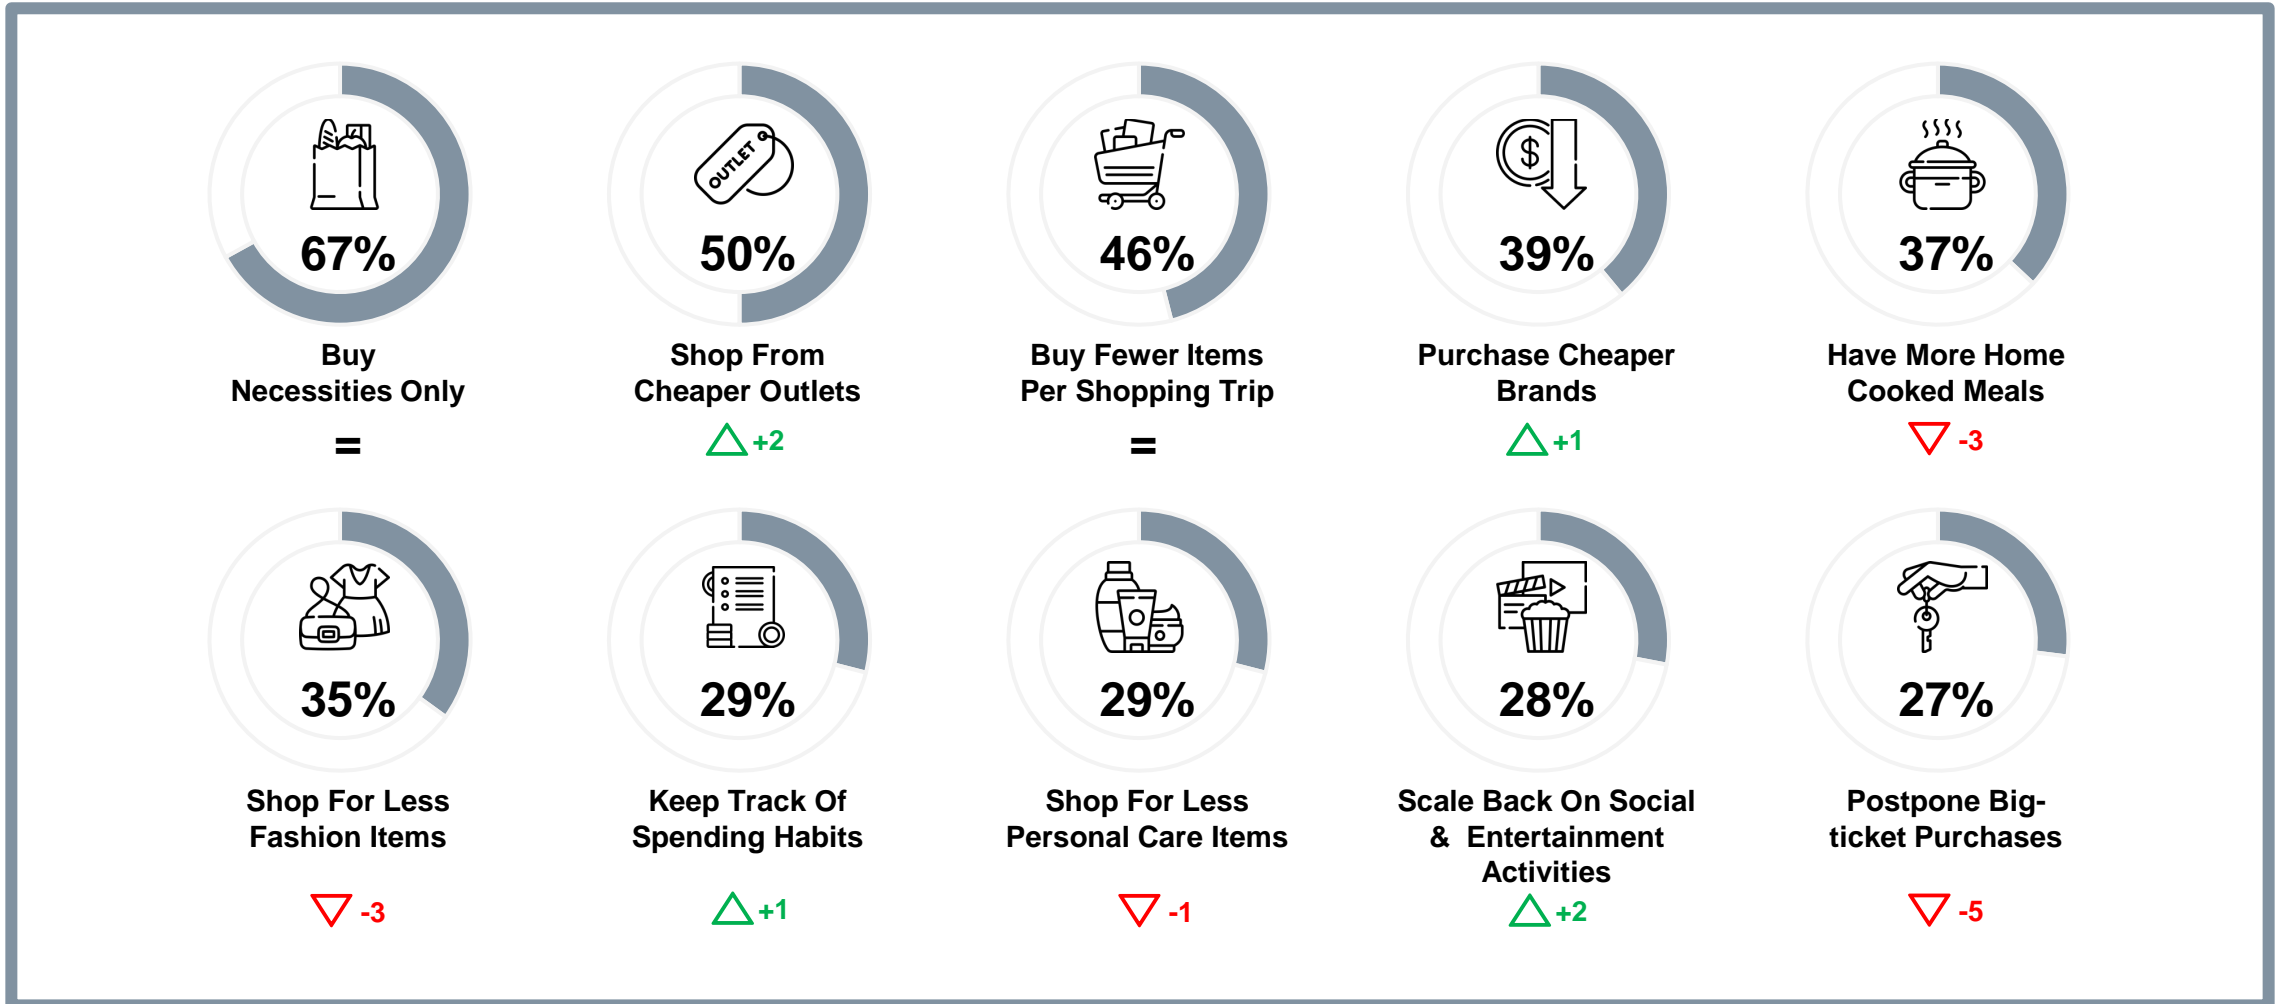 OUTLET
$
67%
50%
46%
39%
37%
Buy
Necessities Only
Shop From
Cheaper Outlets
Buy Fewer Items
Per Shopping Trip
Purchase Cheaper
Brands
Have More Home
Cooked Meals
=
+2
=
+1
-3
35%
29%
29%
28%
27%
Shop For Less
Fashion Items
Keep Track Of
Spending Habits
Shop For Less
Personal Care Items
Scale Back On Social
& Entertainment
Activities
Postpone Big-
ticket Purchases
-3
+1
-1
+2
-5